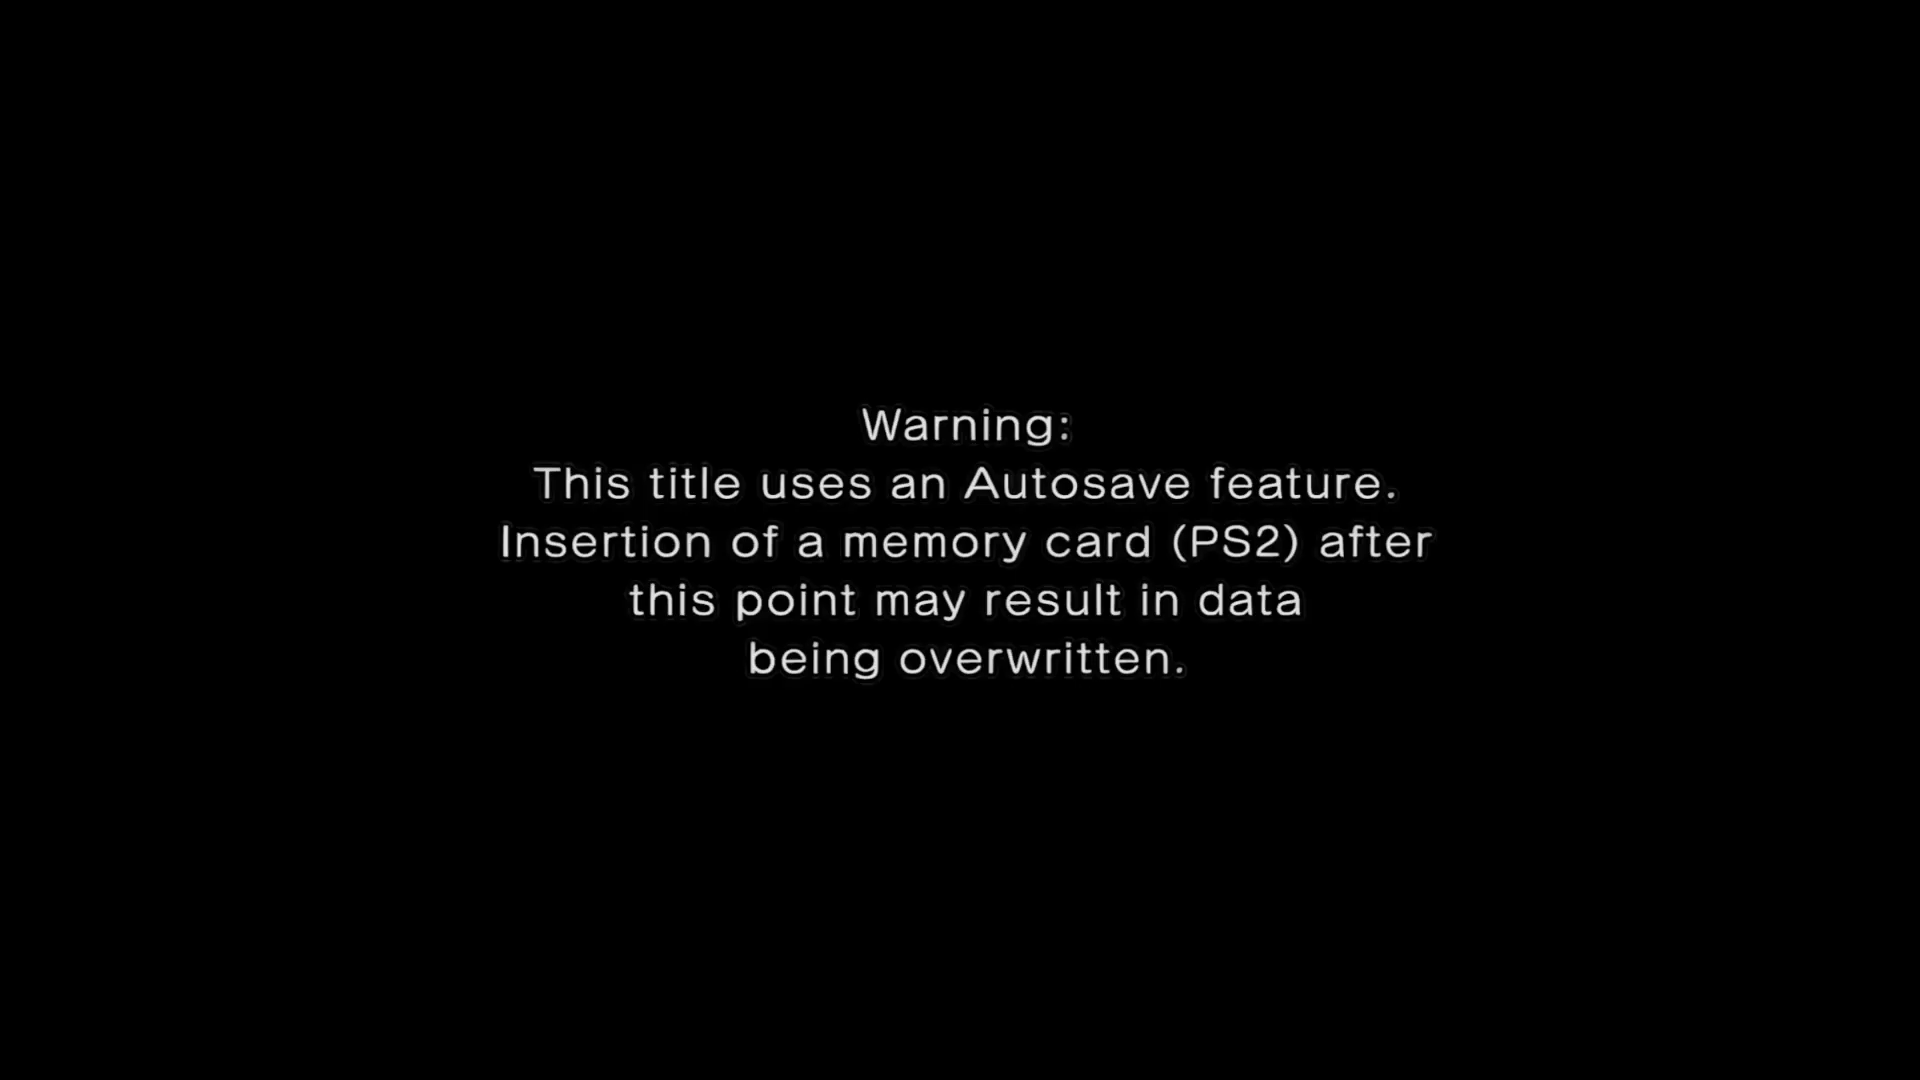 Warning:
This title uses an Autosave feature.
Insertion of a memory card (PS2) after
this point may result in data
being overwritten.